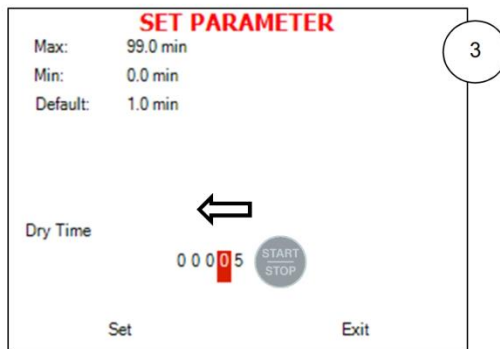 SET PARAMETER
3
Max: 99.0 min
Min: 0.0 min
Default: 1.0 min
Dry Time
0 0 0 0 5
START
STOP
Set Exit